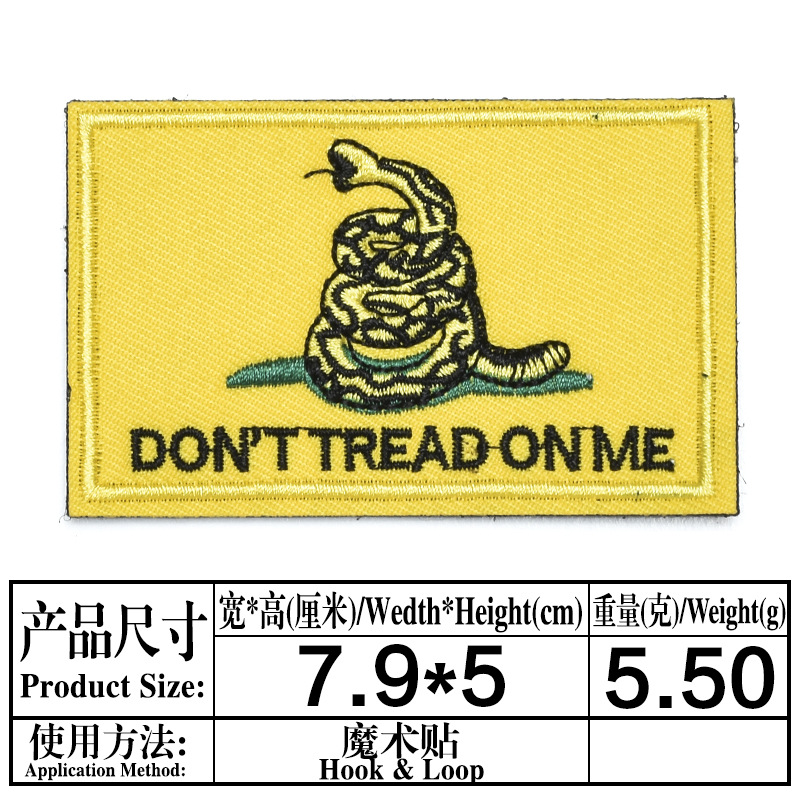 DON'T TREAD ON ME
产品尺寸
Product Size:
宽*高(厘米)/Wedth*Height(cm)
重量(克)/Weight(g)
7.9*5
5.50
使用方法:
Application Method:
魔术贴
Hook & Loop